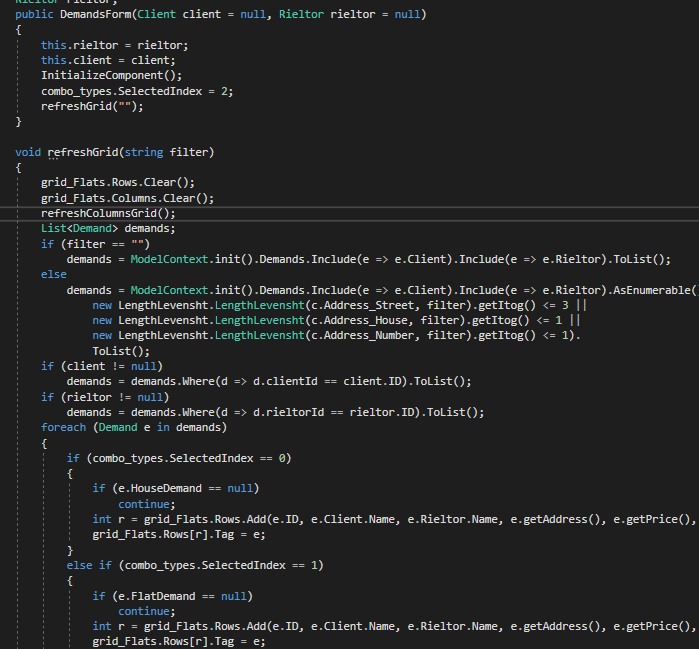 Rieltor rieltor;
public DemandsForm(Client client = null, Rieltor rieltor = null)
{
this.rieltor = rieltor;
this.client = client;
InitializeComponent();
combo_types.SelectedIndex = 2;
refreshGrid("");
}
void refreshGrid(string filter)
{
grid_Flats.Rows.Clear();
grid_Flats.Columns.Clear();
refreshColumnsGrid();
List<Demand> demands;
if (filter == "")
demands = ModelContext.init().Demands.Include(e => e.Client).Include(e => e.Rieltor).ToList();
else
demands = ModelContext.init().Demands.Include(e => e.Client).Include(e => e.Rieltor).AsEnumerable(
new LengthLevensht.LengthLevensht(c.Address_Street, filter).getItog() <= 3 ||
new LengthLevensht.LengthLevensht(c.Address_House, filter).getItog() <= 1 ||
new LengthLevensht.LengthLevensht(c.Address_Number, filter).getItog() <= 1).
ToList();
if (client != null)
demands = demands.Where(d => d.clientId == client.ID).ToList();
if (rieltor != null)
demands = demands.Where(d => d.rieltorId == rieltor.ID).ToList();
foreach (Demand e in demands)
{
if (combo_types.SelectedIndex == 0)
{
if (e.HouseDemand == null)
continue;
int r = grid_Flats.Rows.Add(e.ID, e.Client.Name, e.Rieltor.Name, e.getAddress(), e.getPrice(),
grid_Flats.Rows[r].Tag = e;
}
else if (combo_types.SelectedIndex == 1)
{
if (e.FlatDemand == null)
continue;
int r = grid_Flats.Rows.Add(e.ID, e.Client.Name, e.Rieltor.Name, e.getAddress(), e.getPrice(),
grid_Flats.Rows[r].Tag = e;